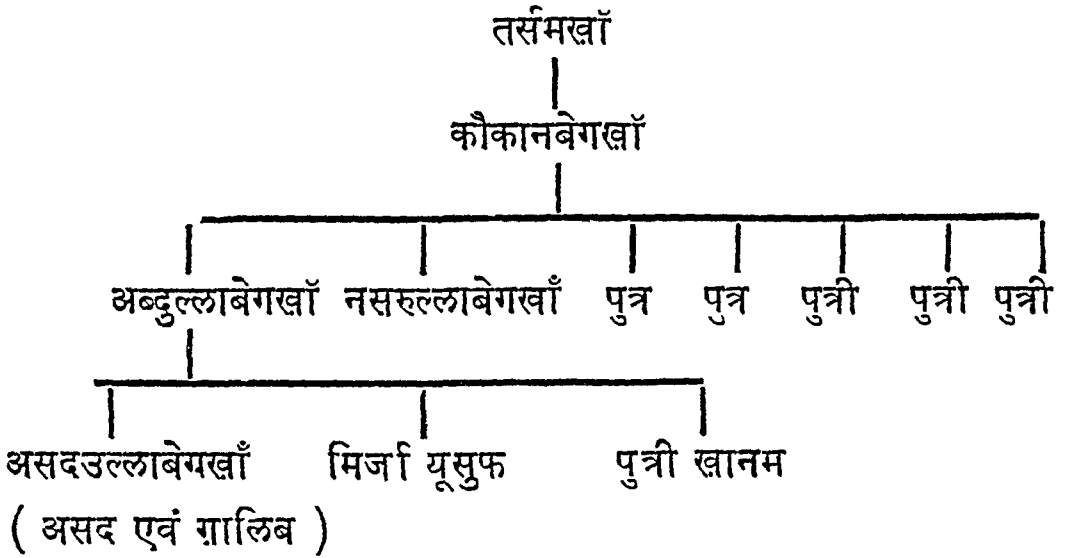 तर्समखॉ
कौकानबेगखॉ
अब्दुल्लाबेगखॉ नसरुल्लाबेगखाँ पुत्र पुत्र पुत्री पुत्री पुत्री
असदउल्लाबेगखाँ मिर्जा यूसुफ पुत्री खानम
( असद एवं ग़ालिब )